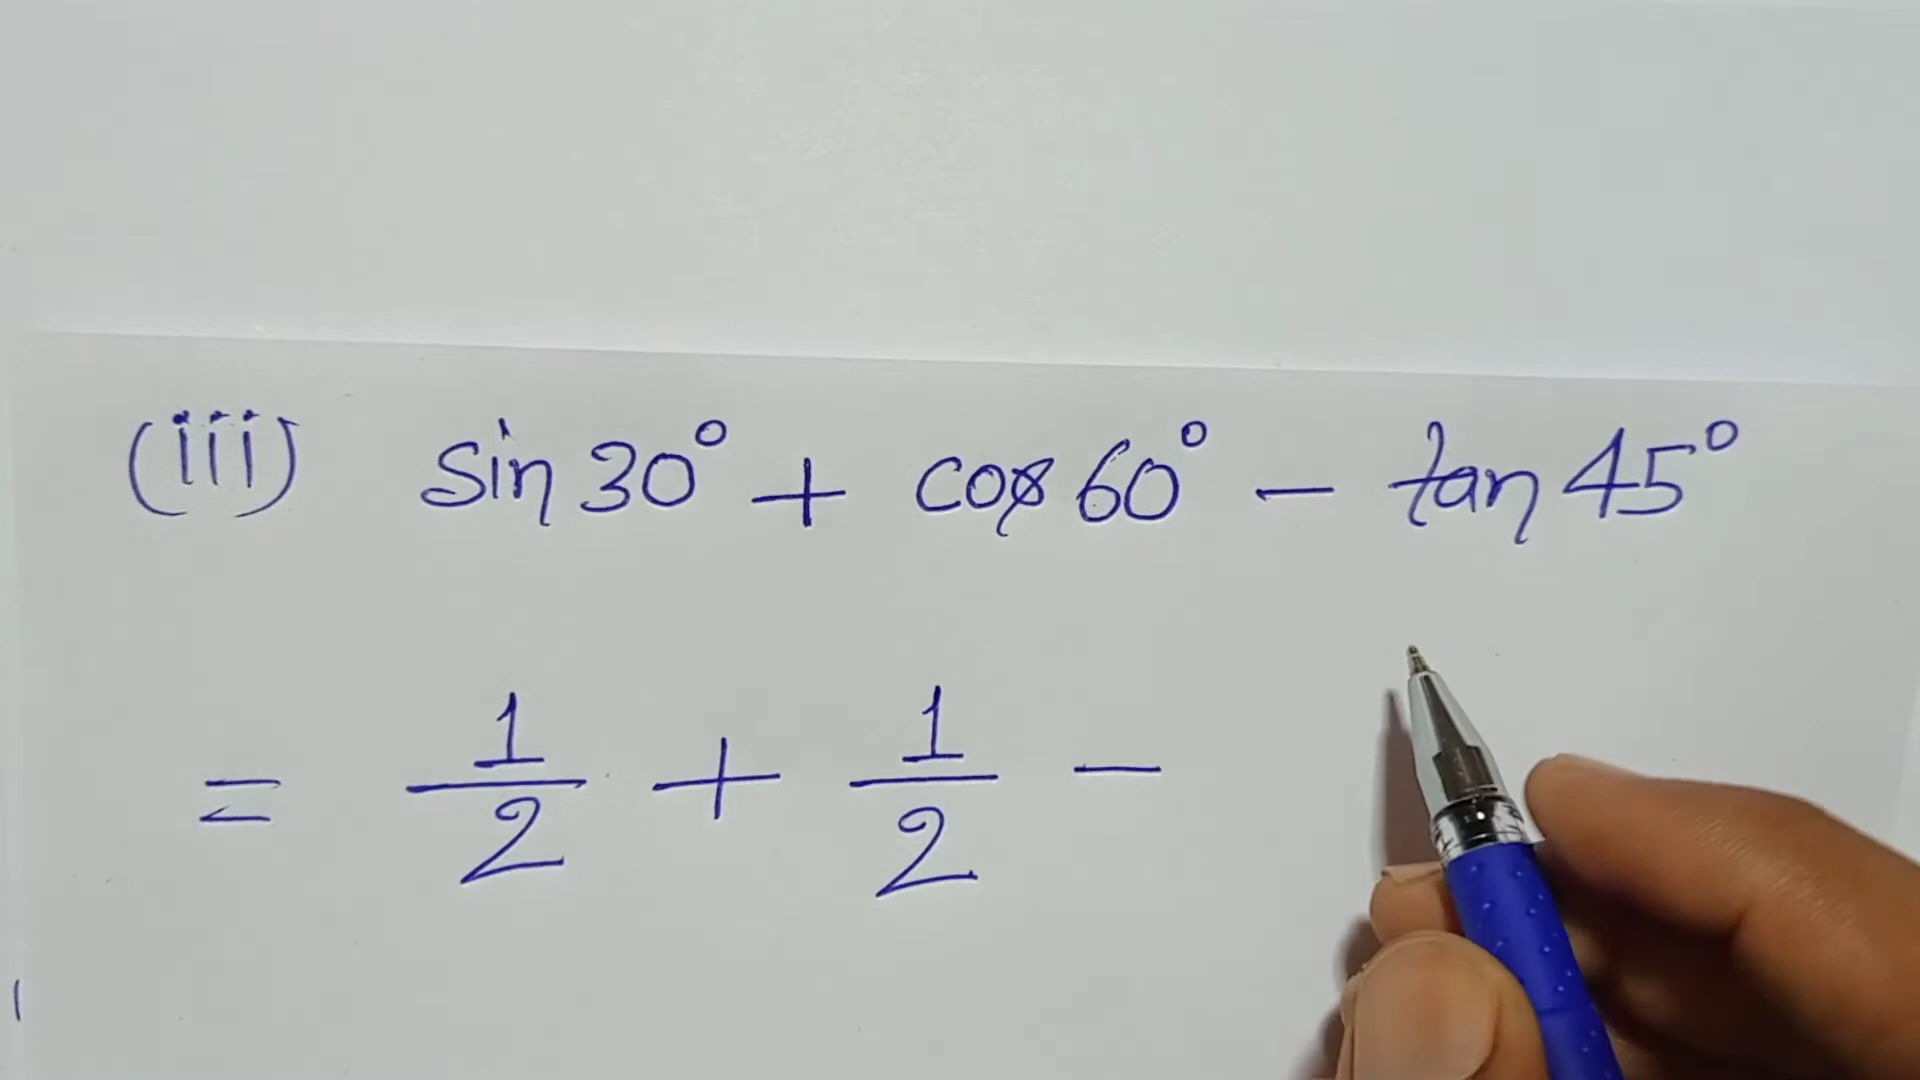 (iii) sin 30° + cos 60° - tan 45°
= 1/2 + 1/2 -